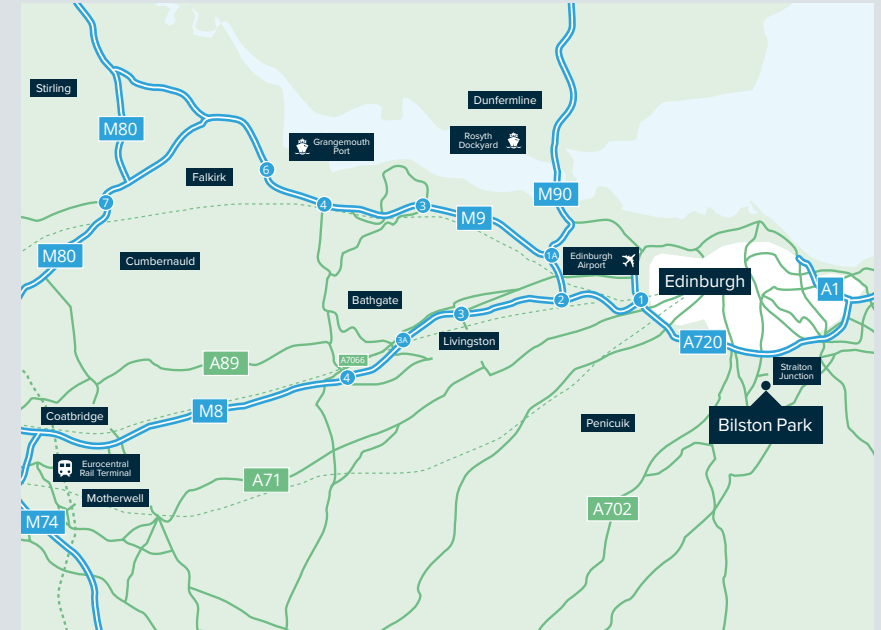 Stirling
Dunfermline
M80
Rosyth
Dockyard
Grangemouth
Port
6
Falkirk
M90
7
4
3
M9
M80
Cumbernauld
1A
Edinburgh
Airport
Edinburgh
A1
Bathgate
2
1
3
3A
Livingston
A720
A89
A7066
4
Straiton
Junction
M8
Coatbridge
Penicuik
Bilston Park
Eurocentral
Rail Terminal
A71
Motherwell
A702
M74